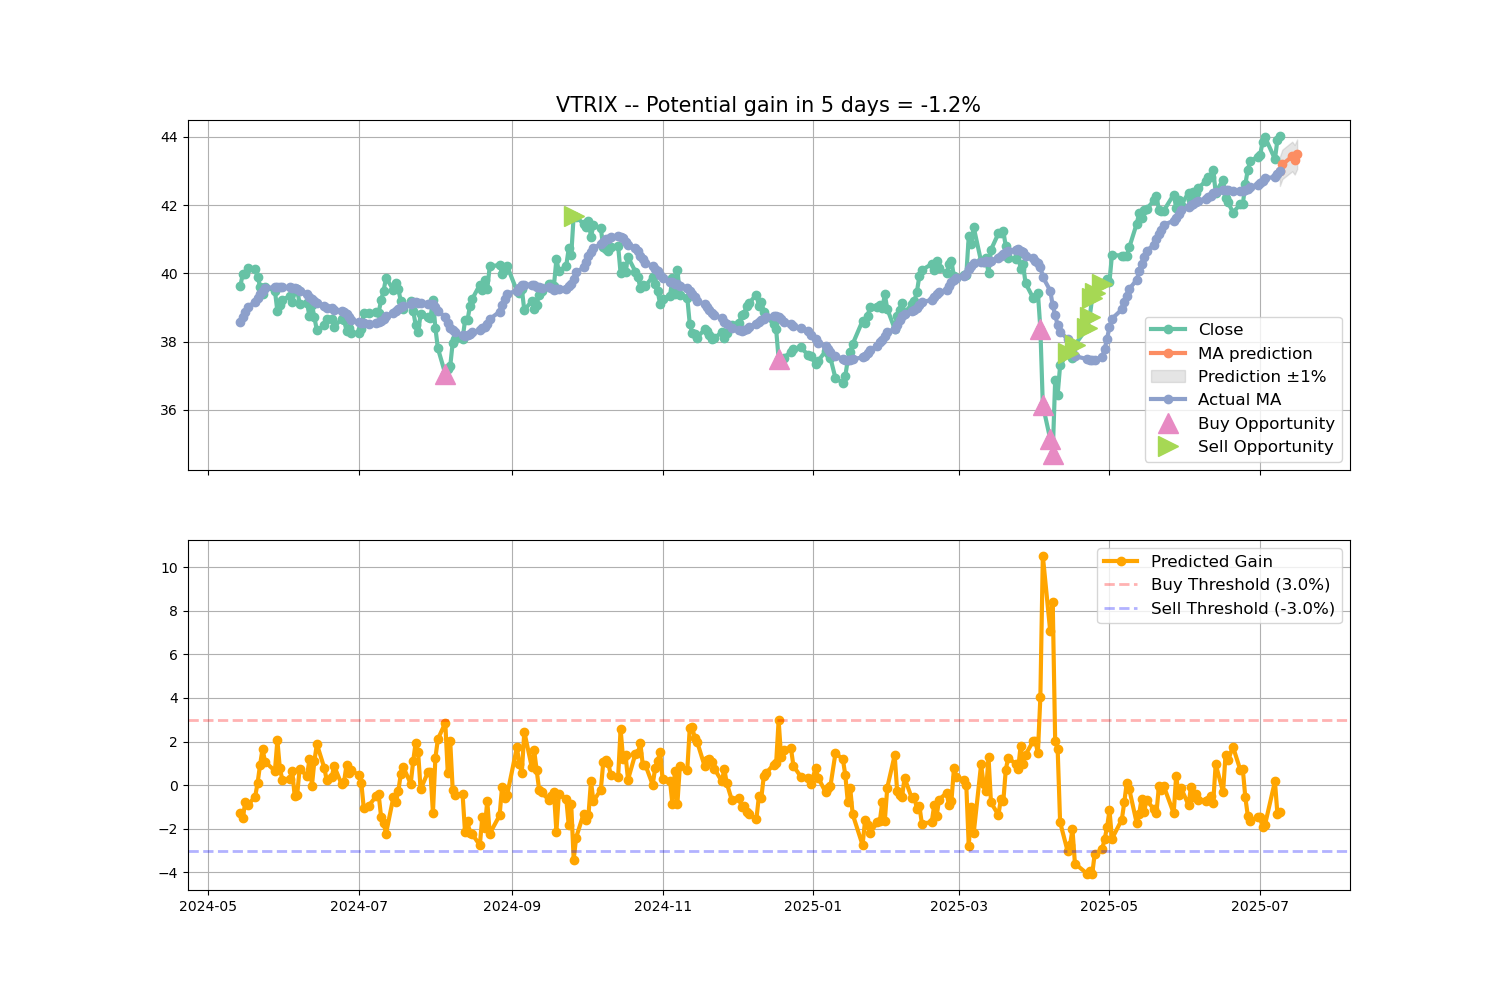 VTRIX -- Potential gain in 5 days = -1.2%
44
42
40
38
36
Close
MA prediction
Prediction ±1%
Actual MA
Buy Opportunity
Sell Opportunity
10
8
6
4
2
0
−2
−4
Predicted Gain
Buy Threshold (3.0%)
Sell Threshold (-3.0%)
2024-05
2024-07
2024-09
2024-11
2025-01
2025-03
2025-05
2025-07